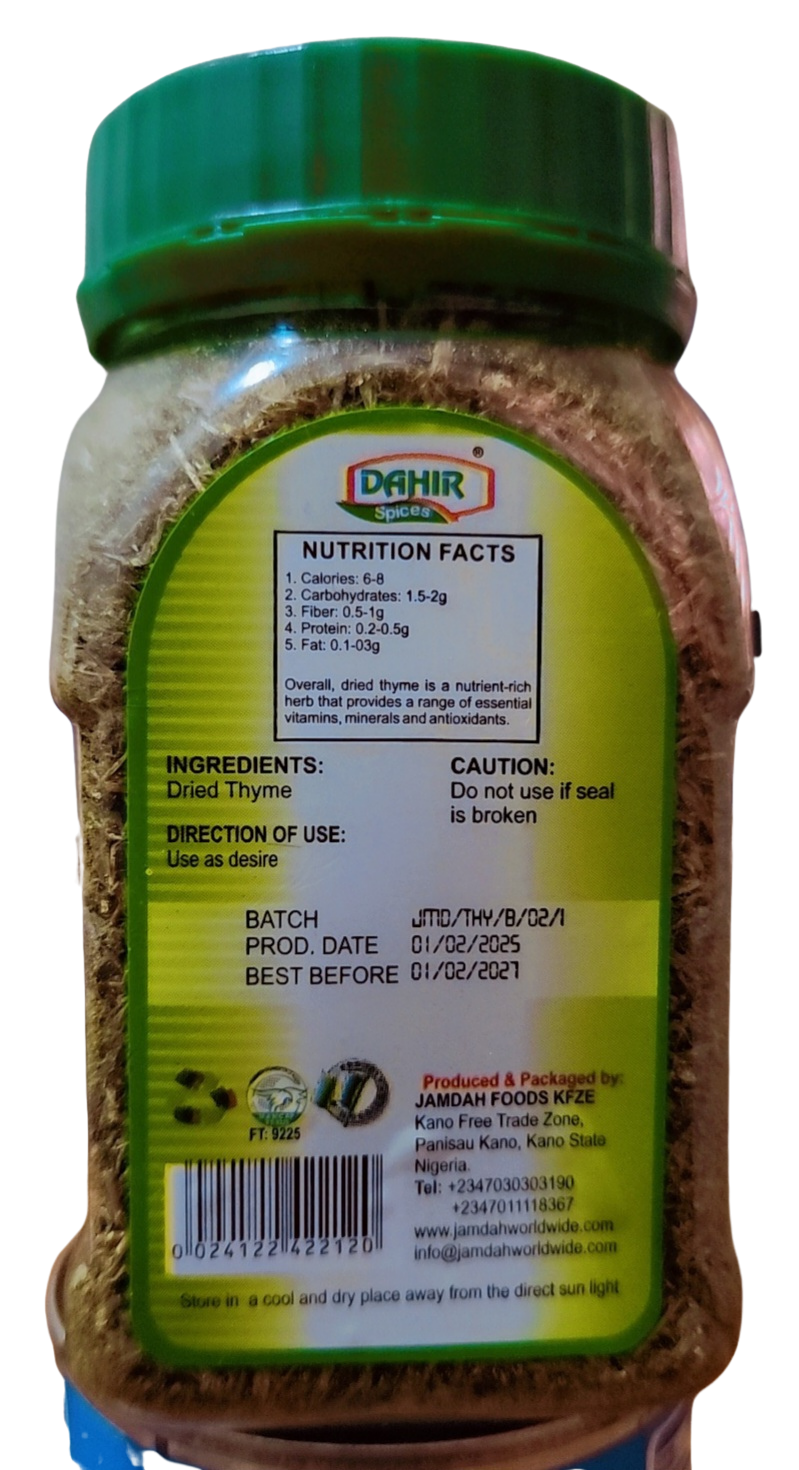 ®
DAHIR
Spices
NUTRITION FACTS
1. Calories: 6-8
2. Carbohydrates: 1.5-2g
3. Fiber: 0.5-1g
4. Protein: 0.2-0.5g
5. Fat: 0.1-03g
Overall, dried thyme is a nutrient-rich
herb that provides a range of essential
vitamins, minerals and antioxidants.
INGREDIENTS:
Dried Thyme
DIRECTION OF USE:
Use as desire
CAUTION:
Do not use if seal
is broken
BATCH JMD/THY/B/02/1
PROD. DATE 01/02/2025
BEST BEFORE 01/02/2027
FT: 9225
0 024122 422120
Produced & Packaged by:
JAMDAH FOODS KFZE
Kano Free Trade Zone,
Panisau Kano, Kano State
Nigeria.
Tel: +2347030303190
+2347011118367
www.jamdahworldwide.com
info@jamdahworldwide.com
Store in a cool and dry place away from the direct sun light